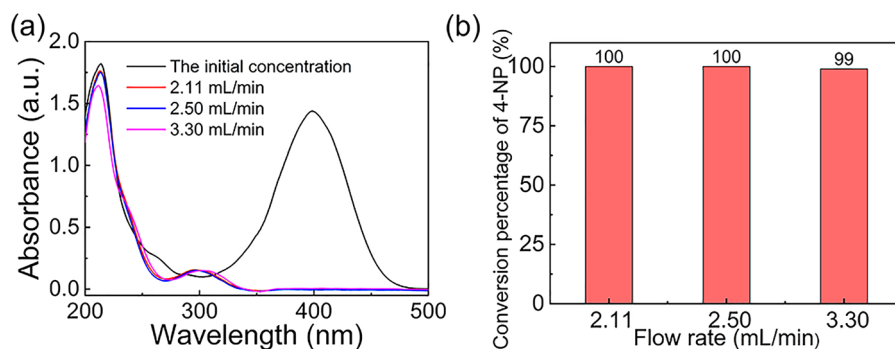 (a)
Absorbance (a.u.)
2.0
1.5
1.0
0.5
0.0
The initial concentration
2.11 mL/min
2.50 mL/min
3.30 mL/min
200 300 400 500
Wavelength (nm)
(b)
Conversion percentage of 4-NP (%)
100
75
50
25
0
100 100 99
2.11 2.50 3.30
Flow rate (mL/min)